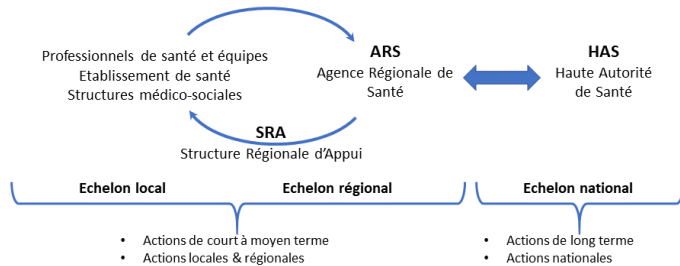 Professionnels de santé et équipes
Etablissement de santé
Structures médico-sociales
ARS
Agence Régionale de
Santé
HAS
Haute Autorité
de Santé
SRA
Structure Régionale d'Appui
Echelon local
Echelon régional
Echelon national
• Actions de court à moyen terme
• Actions locales & régionales
• Actions de long terme
• Actions nationales